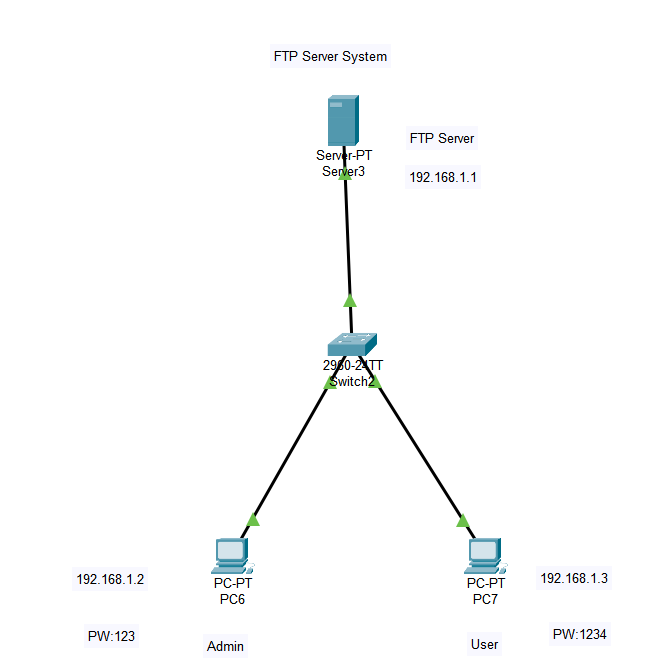 FTP Server System
Server-PT
Server3
FTP Server
192.168.1.1
2960-24TT
Switch2
PC-PT
PC6
192.168.1.2
PW:123
Admin
PC-PT
PC7
192.168.1.3
PW:1234
User